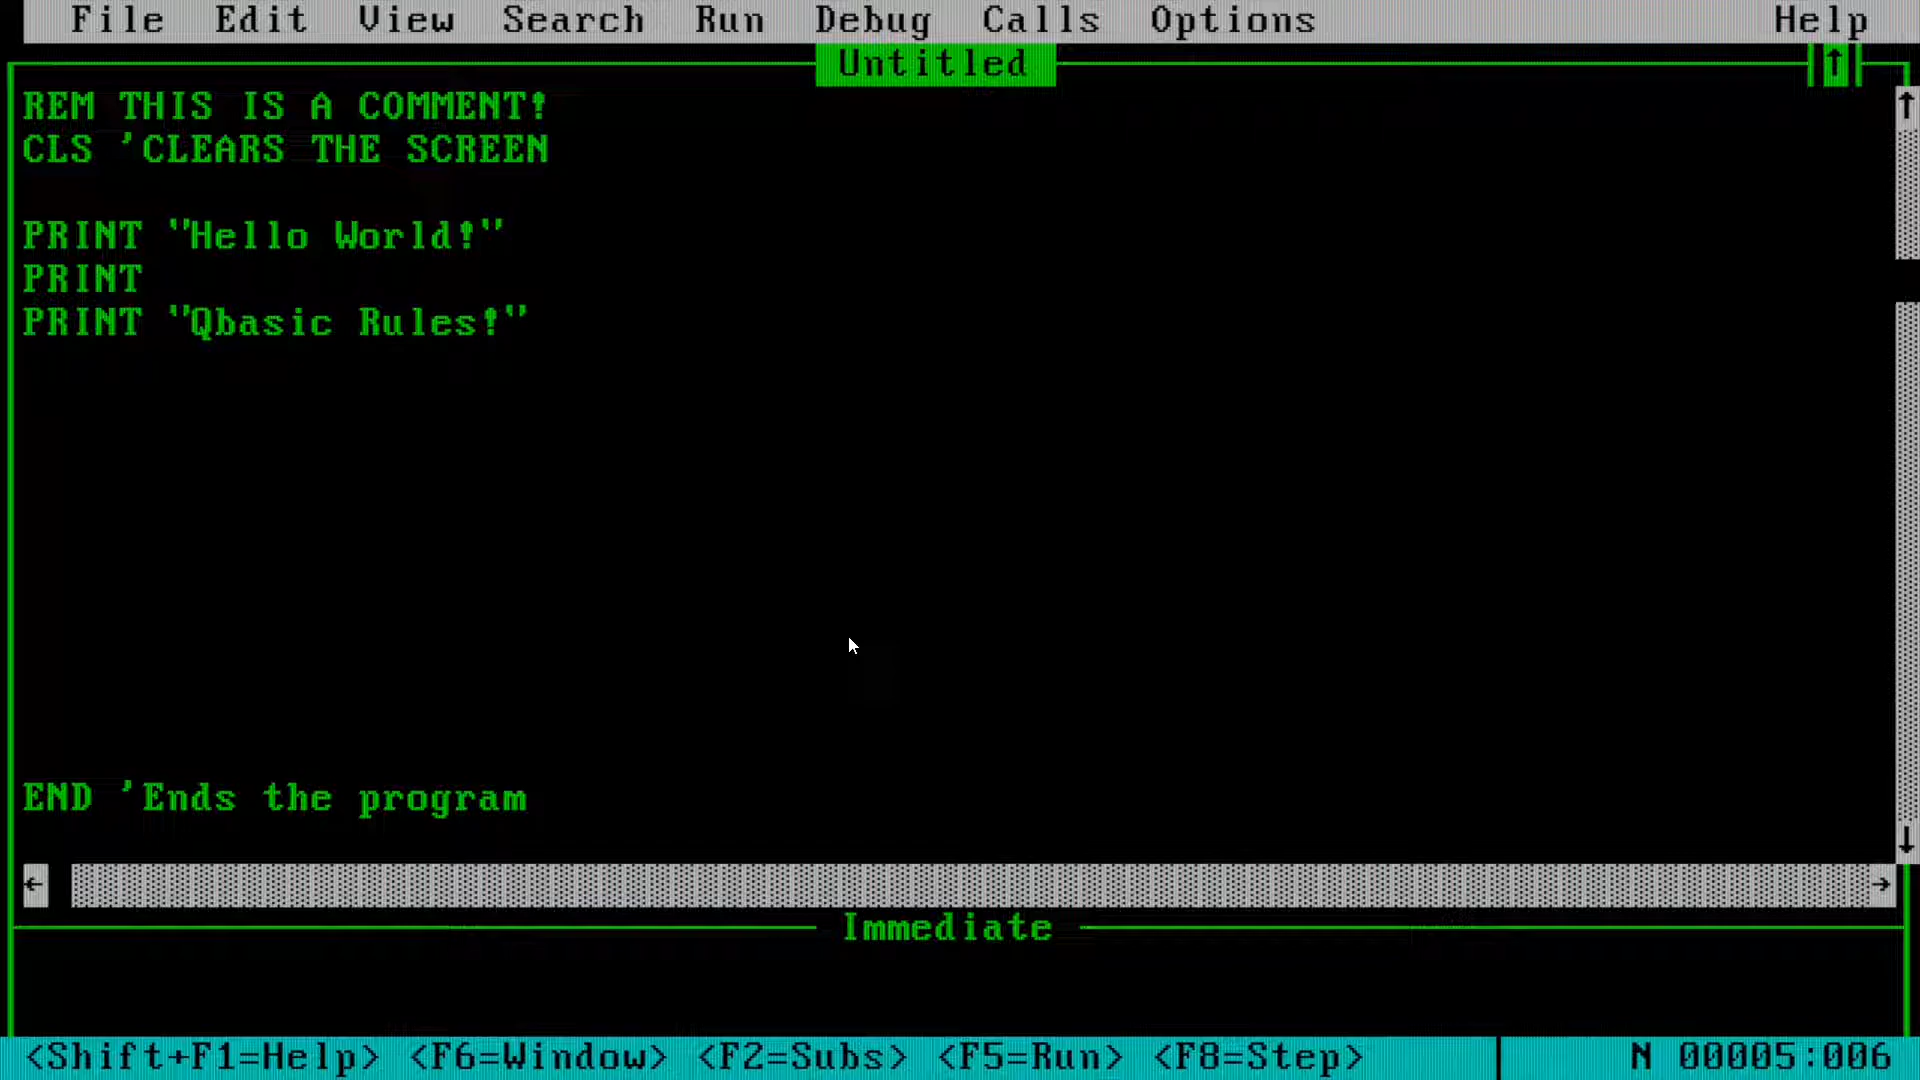 File Edit View Search Run Debug Calls Options Help
Untitled
REM THIS IS A COMMENT!
CLS 'CLEARS THE SCREEN
PRINT "Hello World!"
PRINT
PRINT "Qbasic Rules!"
END 'Ends the program
Immediate
<Shift+F1=Help> <F6=Window> <F2=Subs> <F5=Run> <F8=Step> N 00005:006